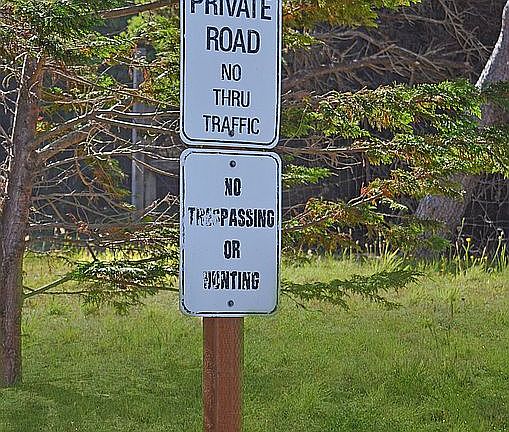 PRIVATE
ROAD
NO
THRU
TRAFFIC
NO
TRESPASSING
OR
HUNTING